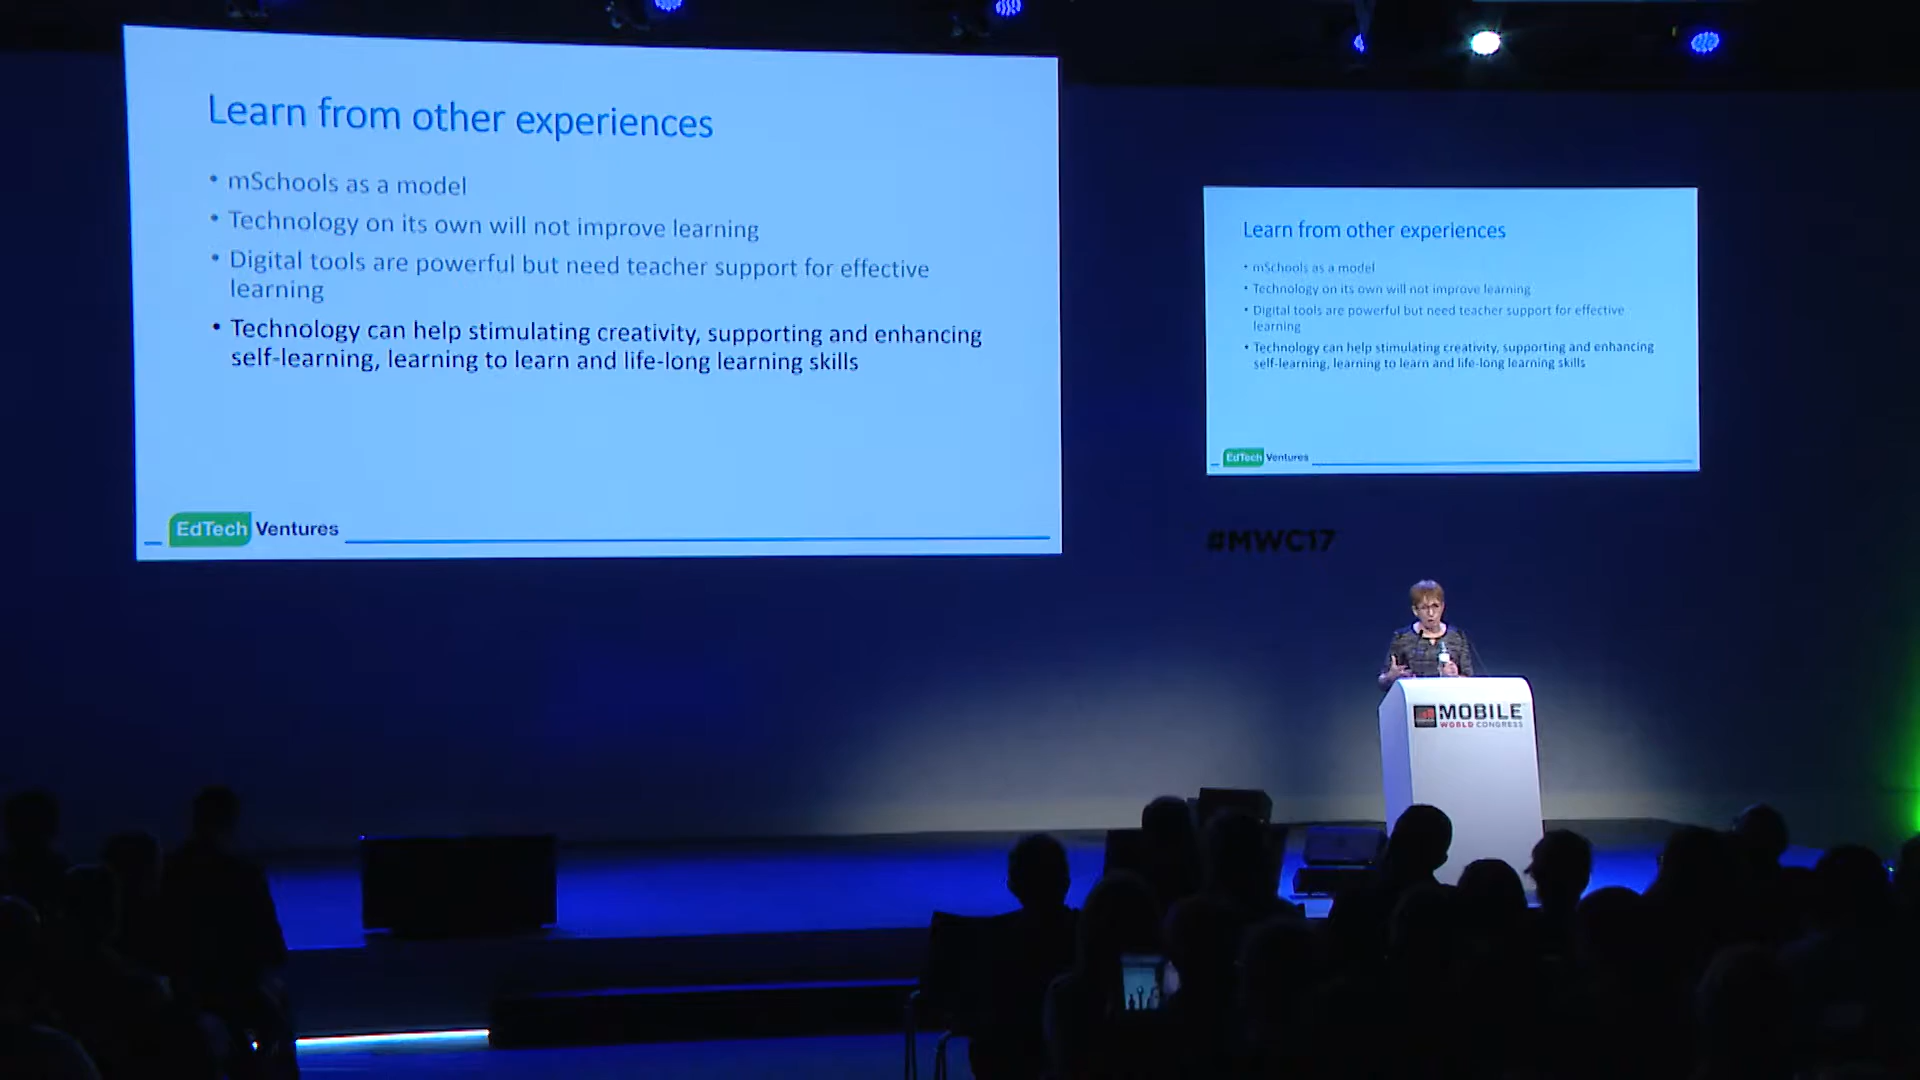 Learn from other experiences
• mSchools as a model
• Technology on its own will not improve learning
• Digital tools are powerful but need teacher support for effective
learning
• Technology can help stimulating creativity, supporting and enhancing
self-learning, learning to learn and life-long learning skills
EdTech Ventures
Learn from other experiences
• mSchools as a model
• Technology on its own will not improve learning
• Digital tools are powerful but need teacher support for effective
learning
• Technology can help stimulating creativity, supporting and enhancing
self-learning, learning to learn and life-long learning skills
EdTech Ventures
#MWC17
MOBILE
WORLD CONGRESS